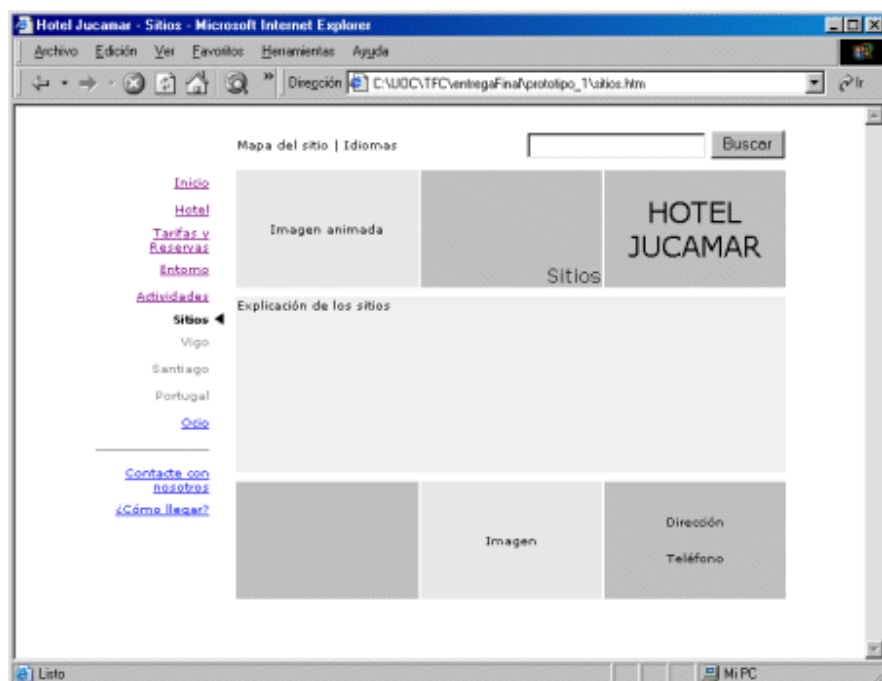 Hotel Jucamar - Sitios - Microsoft Internet Explorer
Archivo Edición Ver Favoritos Herramientas Ayuda
» Dirección C:\UOC\TFC\entregaFinal\prototipo_1\sitios.htm Ir
Mapa del sitio | Idiomas Buscar
Inicio
Hotel
Tarifas y
Reservas
Entorno
Actividades
Sitios
Vigo
Santiago
Portugal
Ocio
Contacte con
nosotros
¿Cómo llegar?
Imagen animada
Sitios
HOTEL
JUCAMAR
Explicación de los sitios
Imagen
Dirección
Teléfono
Listo Mi PC